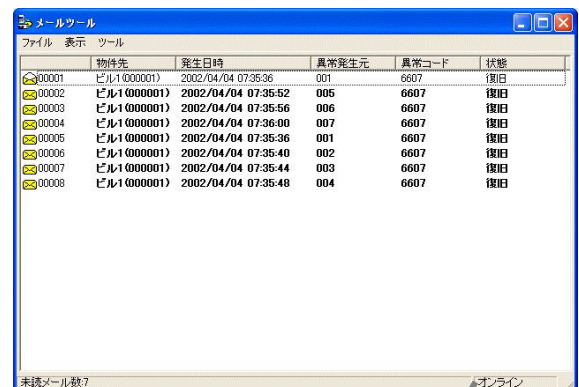 メールツール
ファイル 表示 ツール
物件先 発生日時 異常発生元 異常コード 状態
00001 ビル1(000001) 2002/04/04 07:35:36 001 6607 復旧
00002 ビル1(000001) 2002/04/04 07:35:52 005 6607 復旧
00003 ビル1(000001) 2002/04/04 07:35:56 006 6607 復旧
00004 ビル1(000001) 2002/04/04 07:36:00 007 6607 復旧
00005 ビル1(000001) 2002/04/04 07:35:36 001 6607 復旧
00006 ビル1(000001) 2002/04/04 07:35:40 002 6607 復旧
00007 ビル1(000001) 2002/04/04 07:35:44 003 6607 復旧
00008 ビル1(000001) 2002/04/04 07:35:48 004 6607 復旧
未読メール数:7 オンライン